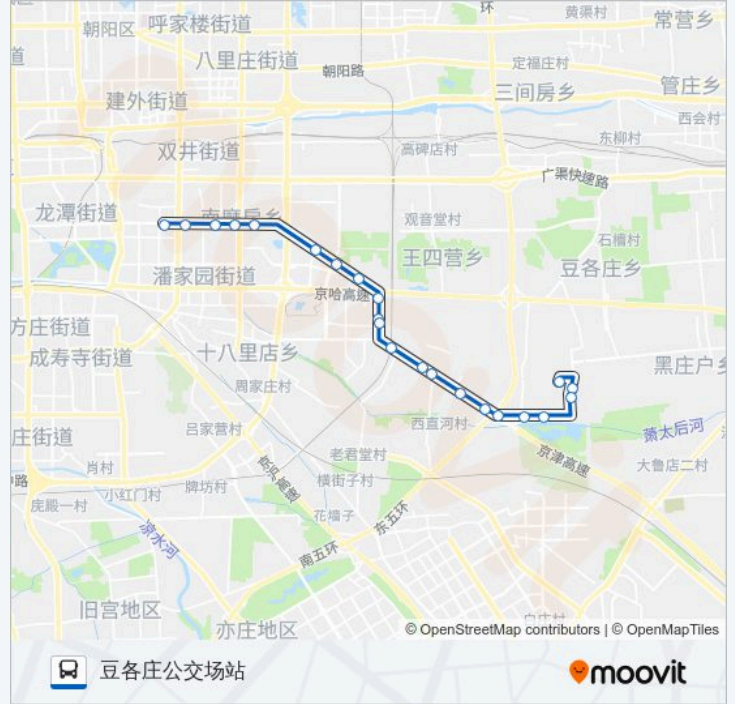 环
黄渠村
常营乡
朝阳区
呼家楼街道
道
八里庄街道
定福庄村
朝阳路
三间房乡
管庄乡
建外街道
西会村
东柳村
双井街道
高碑店村
广渠快速路
龙潭街道
南磨房乡
观音堂村
石槽村
王四营乡
豆各庄乡
潘家园街道
京哈高速
方庄街道
十八里店乡
成寿寺街道
黑庄户乡
周家庄村
西直河村
吕家营村
萧太后河
庄街道
老君堂村
京津高速
大鲁店二村
肖村
京沪高速
横街子村
路
牌坊村
小红门村
庑殿一村
花墙子
东五环
凉水河
南五环
旧宫地区
亦庄地区
© OpenStreetMap contributors | © OpenMapTiles
豆各庄公交场站
moovit